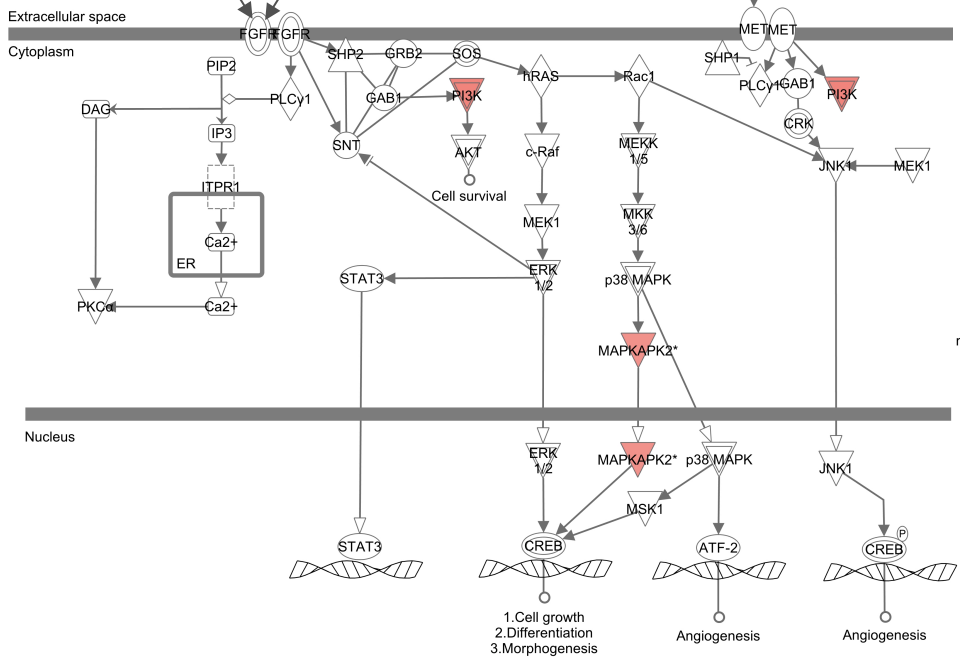 Extracellular space
Cytoplasm
FGFR
FGFR
MET
MET
SHP2
GRB2
SOS
SHP1
PIP2
hRAS
Rac1
PLCγ1
GAB1
PI3K
PLCγ1
GAB1
PI3K
DAG
IP3
SNT
AKT
c-Raf
MEKK
1/5
CRK
JNK1
MEK1
Cell survival
ITPR1
MEK1
MKK
3/6
Ca2+
ER
STAT3
ERK
1/2
p38 MAPK
PKCα
Ca2+
MAPKAPK2*
r
Nucleus
ERK
1/2
MAPKAPK2*
p38 MAPK
JNK1
MSK1
STAT3
CREB
ATF-2
CREB
P
1.Cell growth
2.Differentiation
3.Morphogenesis
Angiogenesis
Angiogenesis